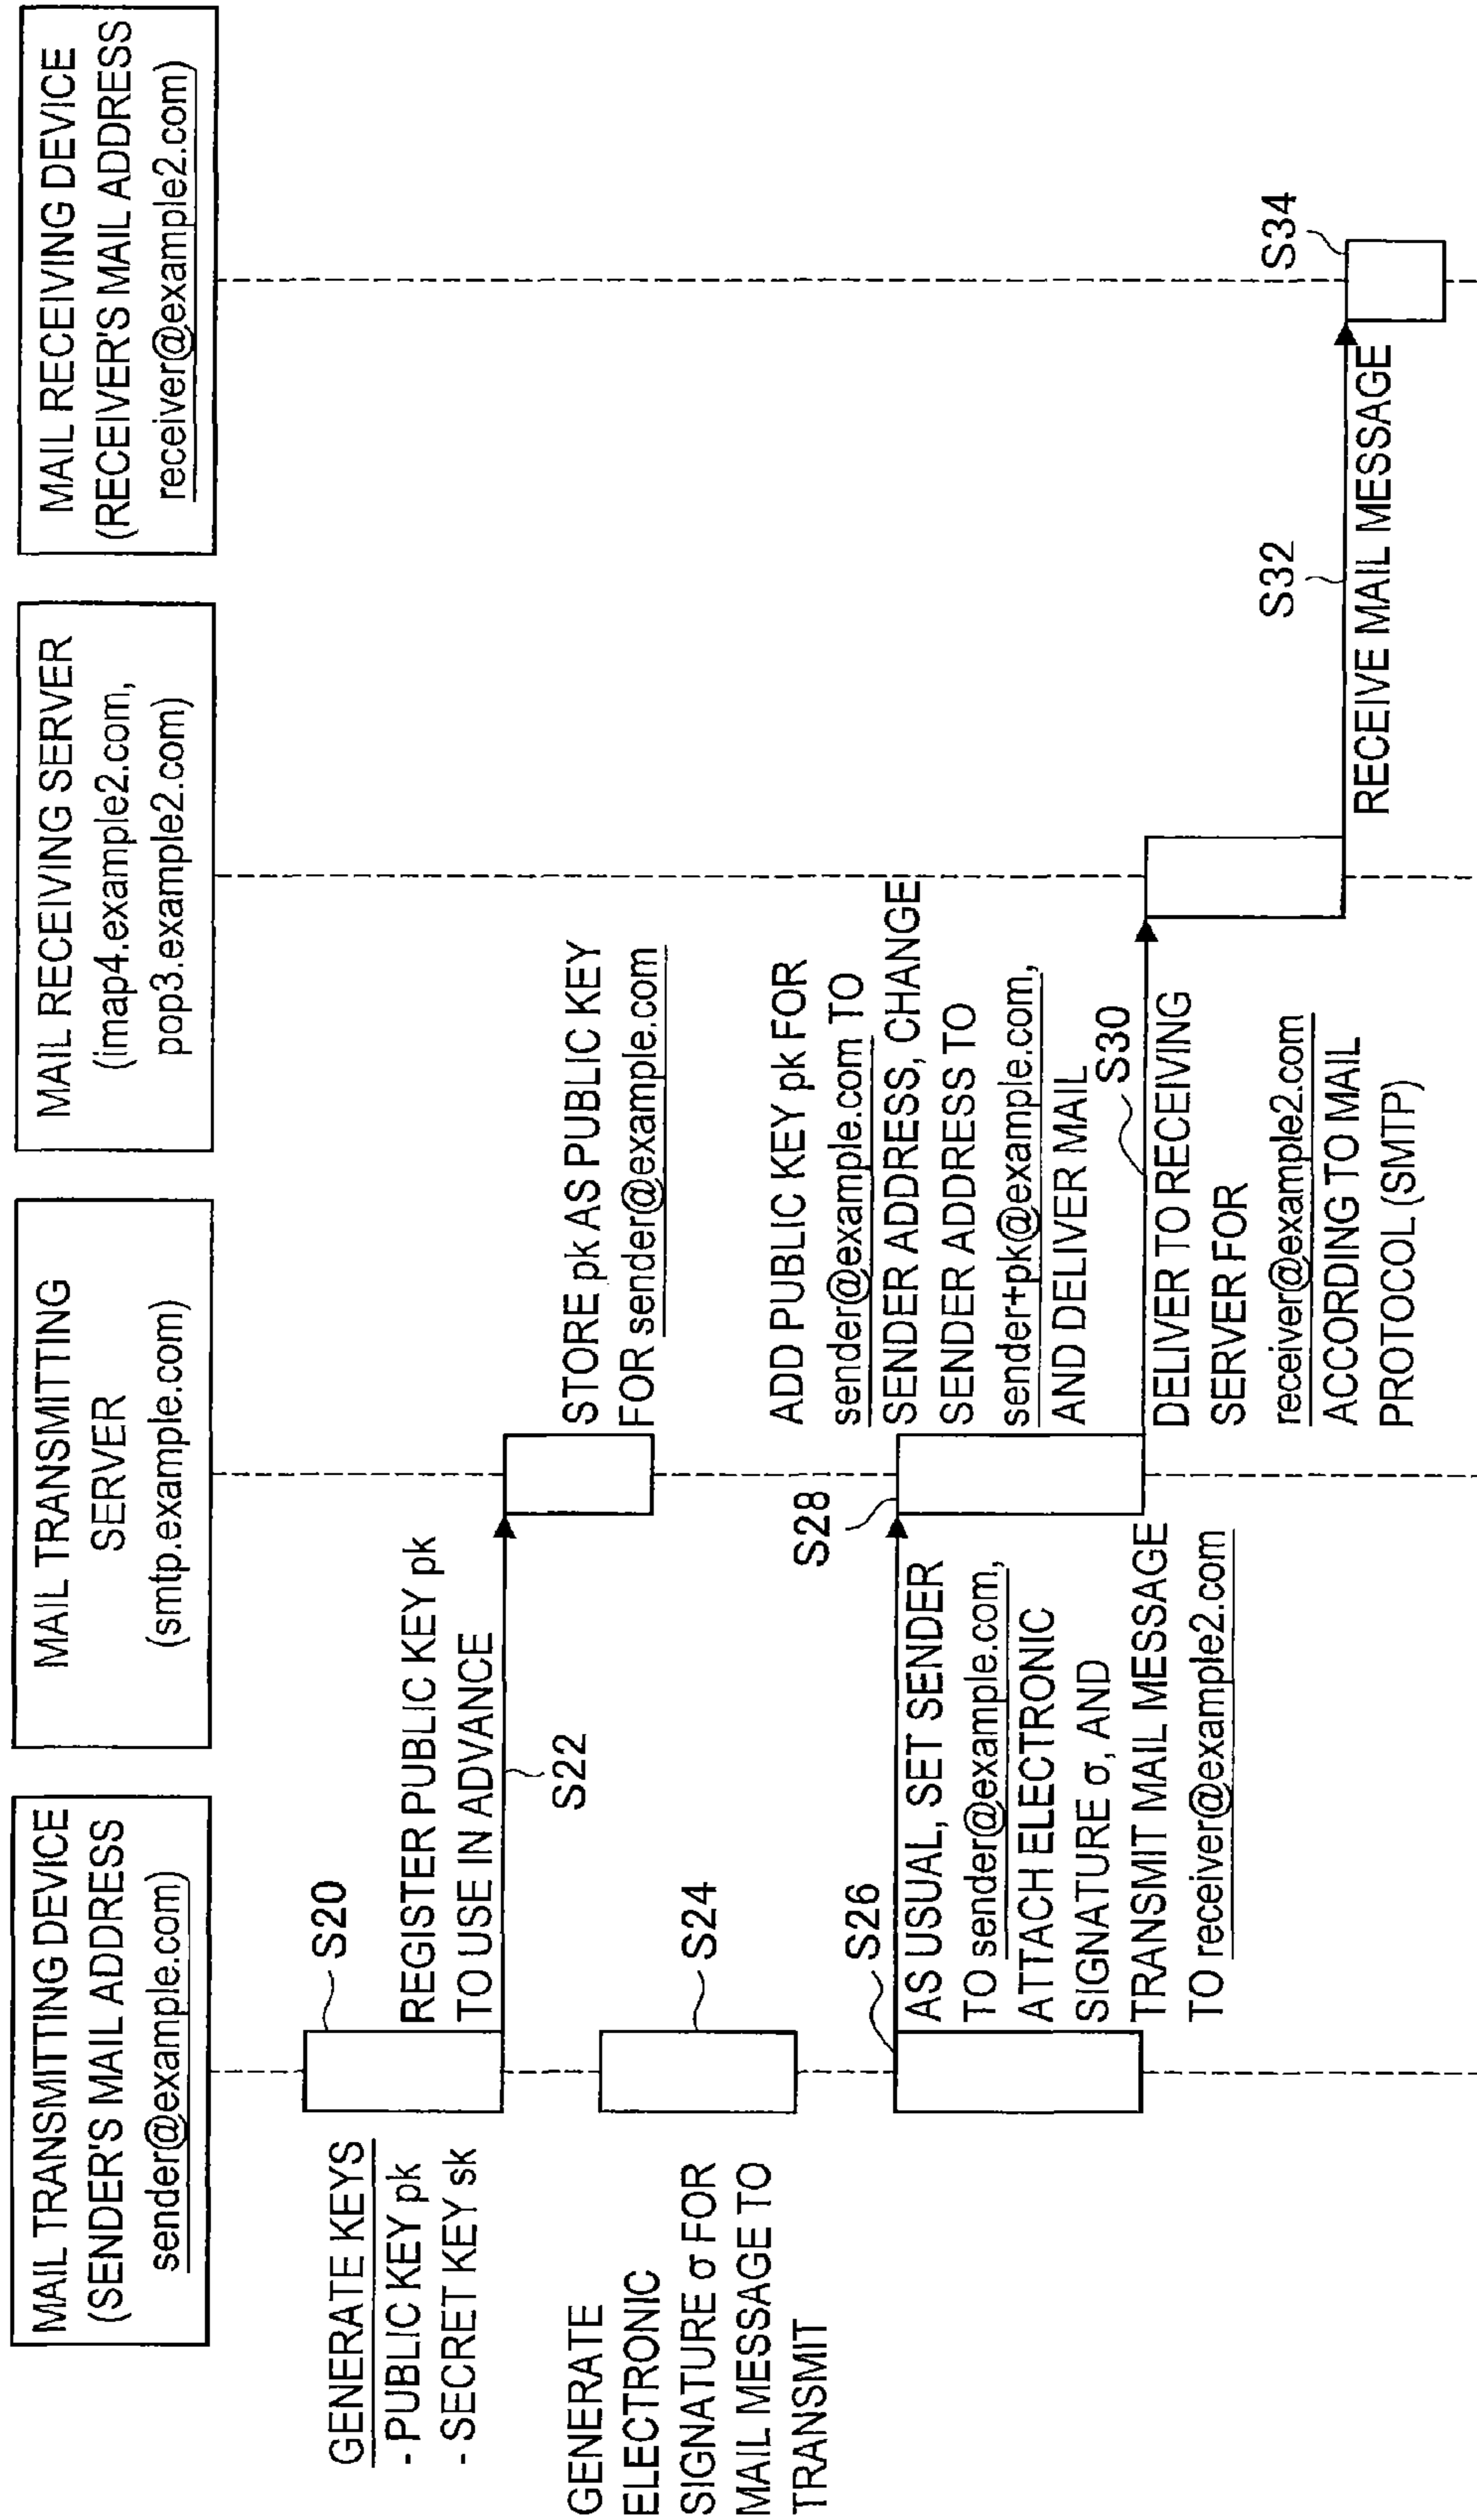 MAIL TRANSMITTING DEVICE
(SENDER'S MAIL ADDRESS
sender@example.com)
MAIL TRANSMITTING
SERVER
(smtp.example.com)
MAIL RECEIVING SERVER
(imap4.example2.com,
pop3.example2.com)
MAIL RECEIVING DEVICE
(RECEIVER'S MAIL ADDRESS
receiver@example2.com)
GENERATE KEYS
- PUBLIC KEY pk
- SECRET KEY sk
S20
REGISTER PUBLIC KEY pk
TO USE IN ADVANCE
S22
STORE pk AS PUBLIC KEY
FOR sender@example.com
GENERATE
ELECTRONIC
SIGNATURE σ FOR
MAIL MESSAGE TO
TRANSMIT
S24
S26
AS USUAL, SET SENDER
TO sender@example.com,
ATTACH ELECTRONIC
SIGNATURE σ, AND
TRANSMIT MAIL MESSAGE
TO receiver@example2.com
S28
ADD PUBLIC KEY pk FOR
sender@example.com TO
SENDER ADDRESS, CHANGE
SENDER ADDRESS TO
sender+pk@example.com,
AND DELIVER MAIL
S30
DELIVER TO RECEIVING
SERVER FOR
receiver@example2.com
ACCORDING TO MAIL
PROTOCOL (SMTP)
S32
RECEIVE MAIL MESSAGE
S34